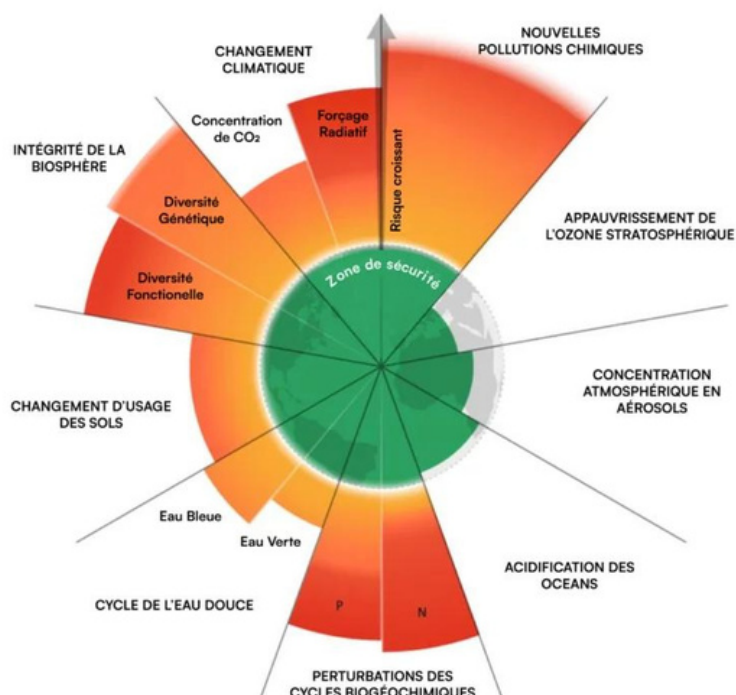 NOUVELLES
POLLUTIONS CHIMIQUES
CHANGEMENT
CLIMATIQUE
Concentration
de CO₂
Forçage
Radiatif
Risque croissant
INTÉGRITÉ DE LA
BIOSPHÈRE
Diversité
Génétique
APPAUVRISSEMENT DE
L'OZONE STRATOSPHÉRIQUE
Zone de sécurité
Diversité
Fonctionelle
CONCENTRATION
ATMOSPHÉRIQUE EN
AÉROSOLS
CHANGEMENT D'USAGE
DES SOLS
Eau Bleue
Eau Verte
ACIDIFICATION DES
OCEANS
CYCLE DE L'EAU DOUCE
P
N
PERTURBATIONS DES
CYCLES BIOGÉOCHIMIQUES